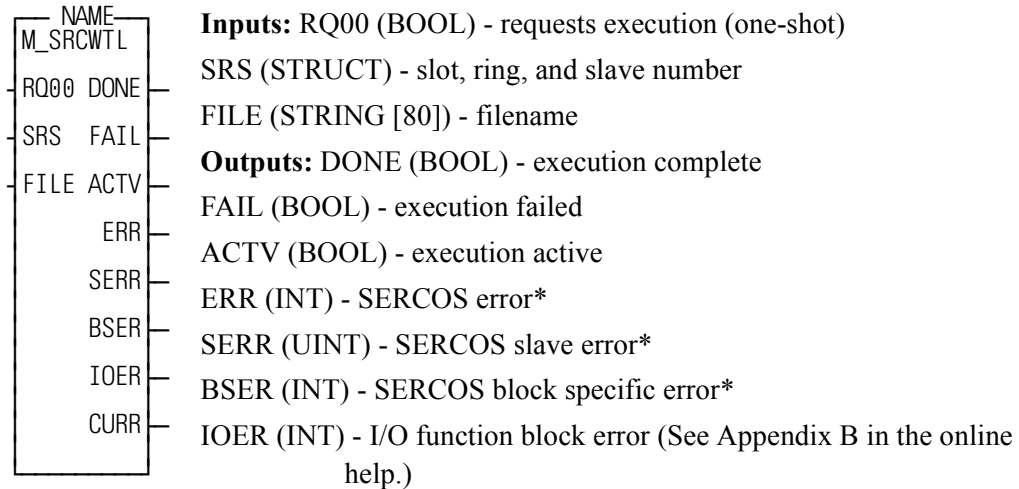 NAME
M_SRCWTL
RQ00 DONE
SRS FAIL
FILE ACTV
ERR
SERR
BSER
IOER
CURR
Inputs: RQ00 (BOOL) - requests execution (one-shot)
SRS (STRUCT) - slot, ring, and slave number
FILE (STRING [80]) - filename
Outputs: DONE (BOOL) - execution complete
FAIL (BOOL) - execution failed
ACTV (BOOL) - execution active
ERR (INT) - SERCOS error*
SERR (UINT) - SERCOS slave error*
BSER (INT) - SERCOS block specific error*
IOER (INT) - I/O function block error (See Appendix B in the online
help.)